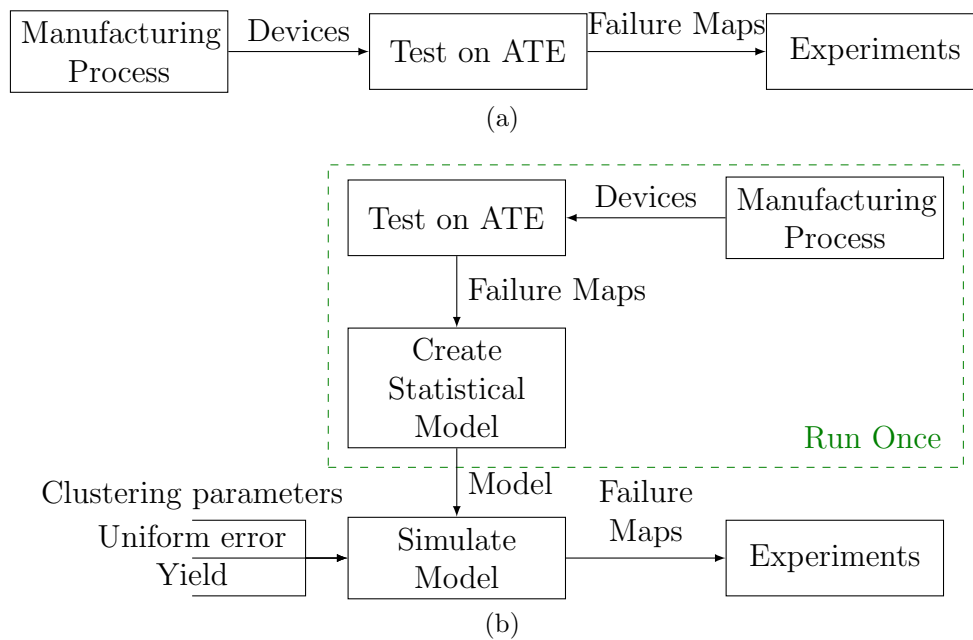 Manufacturing
Process
Devices
Test on ATE
Failure Maps
Experiments
(a)
Test on ATE
Devices
Manufacturing
Process
Failure Maps
Create
Statistical
Model
Run Once
Model
Clustering parameters
Uniform error
Yield
Simulate
Model
Failure
Maps
Experiments
(b)